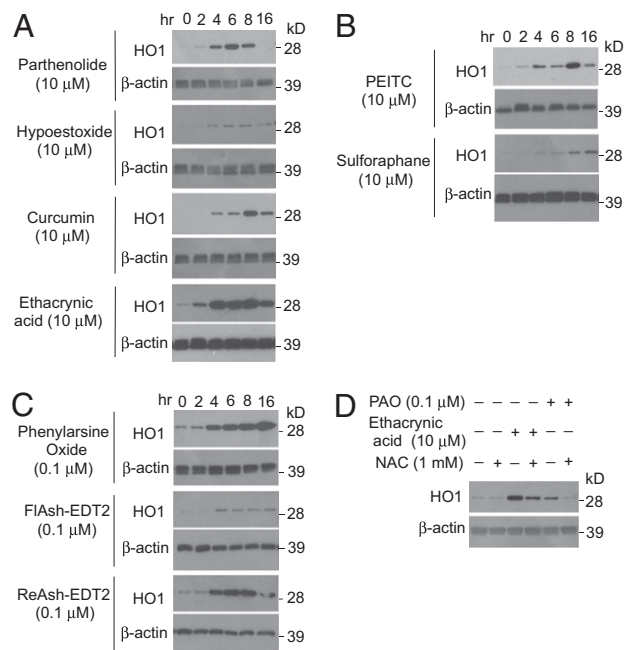 A
hr 0 2 4 6 8 16
kD
Parthenolide
(10 μM)
HO1
28
β-actin
39
Hypoestoxide
(10 μM)
HO1
28
β-actin
39
Curcumin
(10 μM)
HO1
28
β-actin
39
Ethacrynic
acid (10 μM)
HO1
28
β-actin
39
B
hr 0 2 4 6 8 16
kD
PEITC
(10 μM)
HO1
28
β-actin
39
Sulforaphane
(10 μM)
HO1
28
β-actin
39
C
hr 0 2 4 6 8 16
kD
Phenylarsine
Oxide
(0.1 μM)
HO1
28
β-actin
39
FlAsh-EDT2
(0.1 μM)
HO1
28
β-actin
39
ReAsh-EDT2
(0.1 μM)
HO1
28
β-actin
39
D
PAO (0.1 μM) – – – – + +
Ethacrynic
acid (10 μM) – – + + – –
NAC (1 mM) – + – + – +
kD
HO1
28
β-actin
39